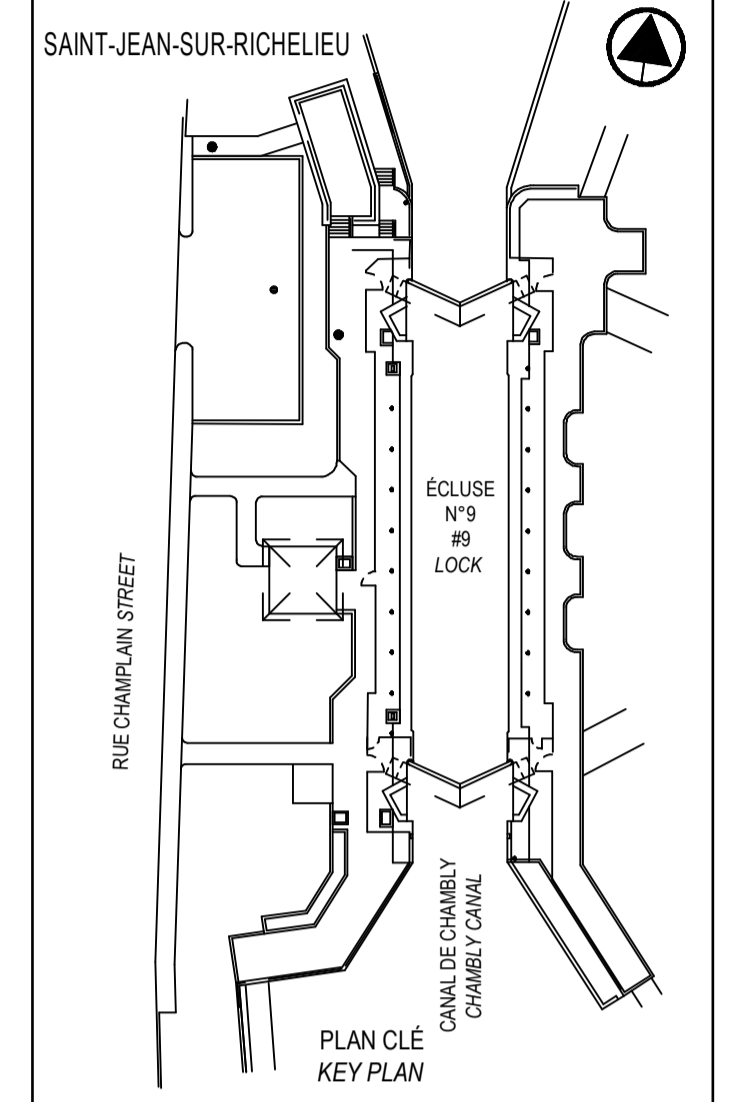 SAINT-JEAN-SUR-RICHELIEU
ÉCLUSE
N°9
#9
LOCK
RUE CHAMPLAIN STREET
CANAL DE CHAMBLY
CHAMBLY CANAL
PLAN CLÉ
KEY PLAN